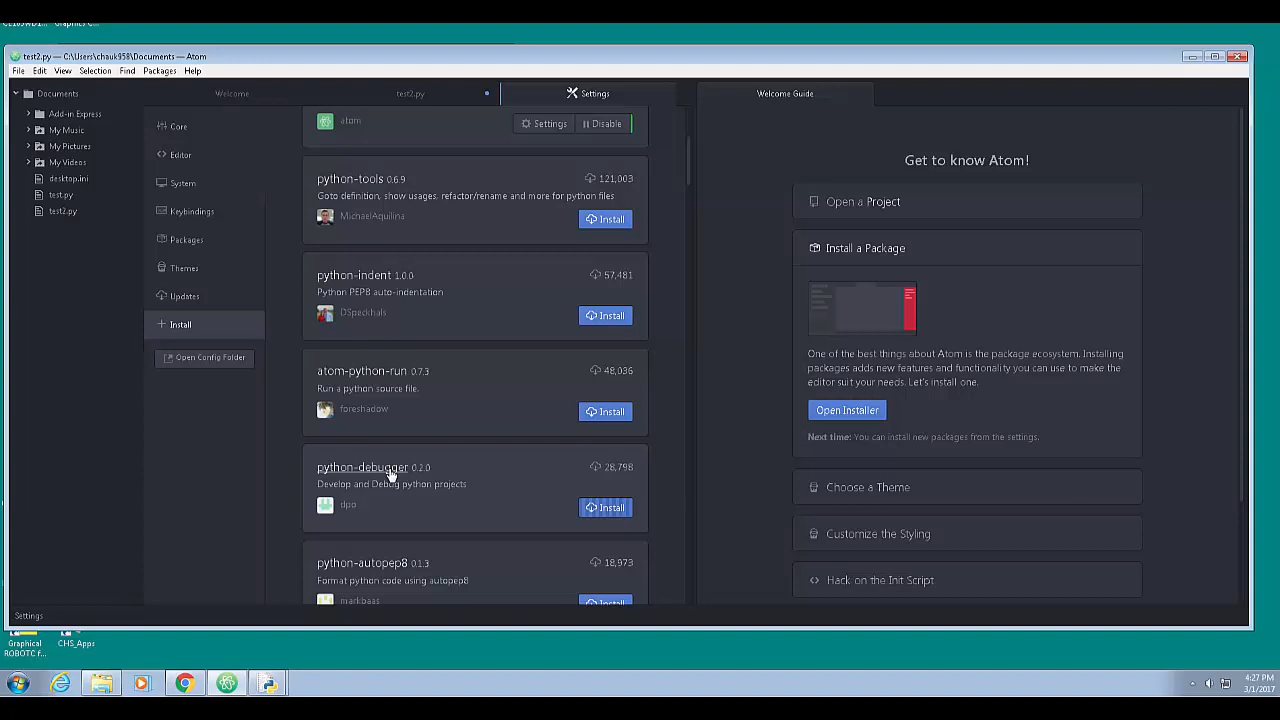 test2.py — C:\Users\chauk958\Documents — Atom
File Edit View Selection Find Packages Help
Documents
Add-in Express
My Music
My Pictures
My Videos
desktop.ini
test.py
test2.py
Welcome
test2.py
Settings
Welcome Guide
Core
Editor
System
Keybindings
Packages
Themes
Updates
Install
Open Config Folder
atom
Settings
Disable
python-tools 0.6.9
121,003
Goto definition, show usages, refactor/rename and more for python files
MichaelAquilina
Install
python-indent 1.0.0
57,481
Python PEP8 auto-indentation
DSpeckhals
Install
atom-python-run 0.7.3
48,036
Run a python source file.
foreshadow
Install
python-debugger 0.2.0
28,798
Develop and Debug python projects
dpo
Install
python-autopep8 0.1.3
18,973
Format python code using autopep8
markbaas
Install
Get to know Atom!
Open a Project
Install a Package
One of the best things about Atom is the package ecosystem. Installing
packages adds new features and functionality you can use to make the
editor suit your needs. Let's install one.
Open Installer
Next time: You can install new packages from the settings.
Choose a Theme
Customize the Styling
Hack on the Init Script
Settings
Graphical
ROBOTC f...
CHS_Apps
4:27 PM
3/1/2017